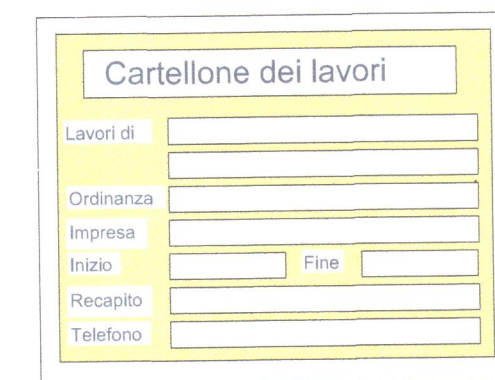 Cartellone dei lavori
Lavori di
Ordinanza
Impresa
Inizio Fine
Recapito
Telefono